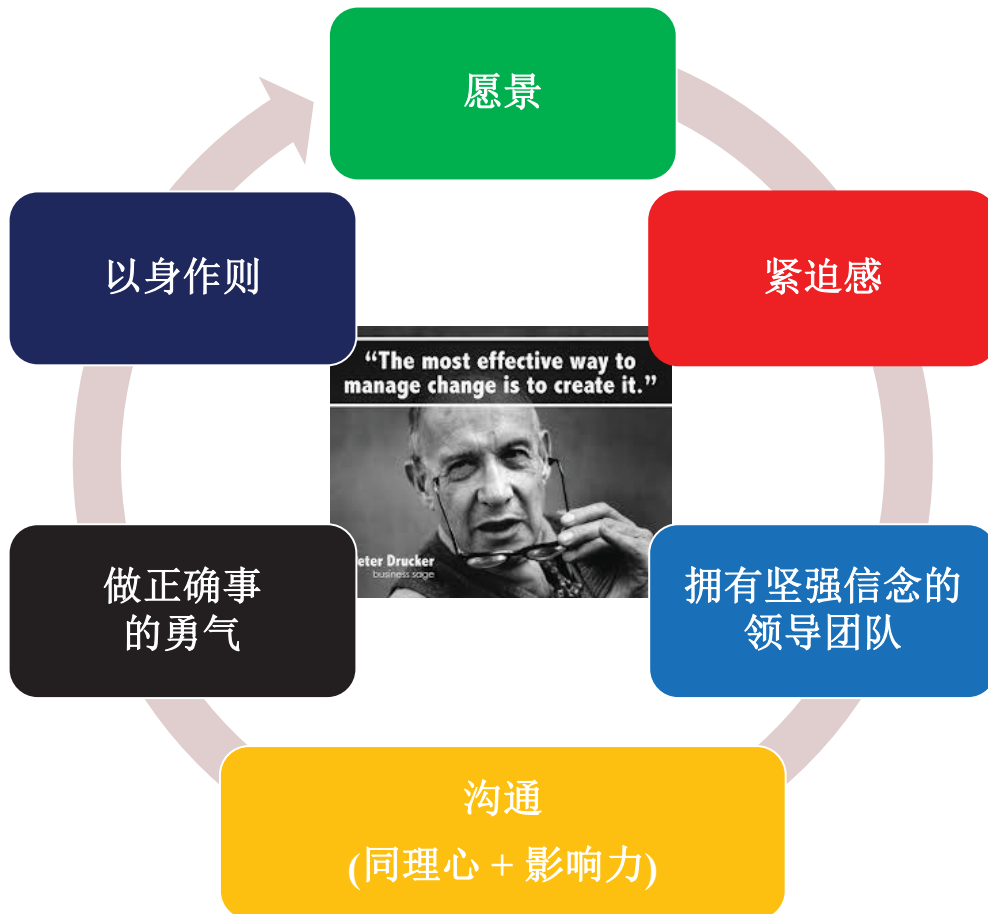 愿景
紧迫感
拥有坚强信念的
领导团队
沟通
(同理心 + 影响力)
做正确事
的勇气
以身作则
“The most effective way to
manage change is to create it.”
eter Drucker
business sage